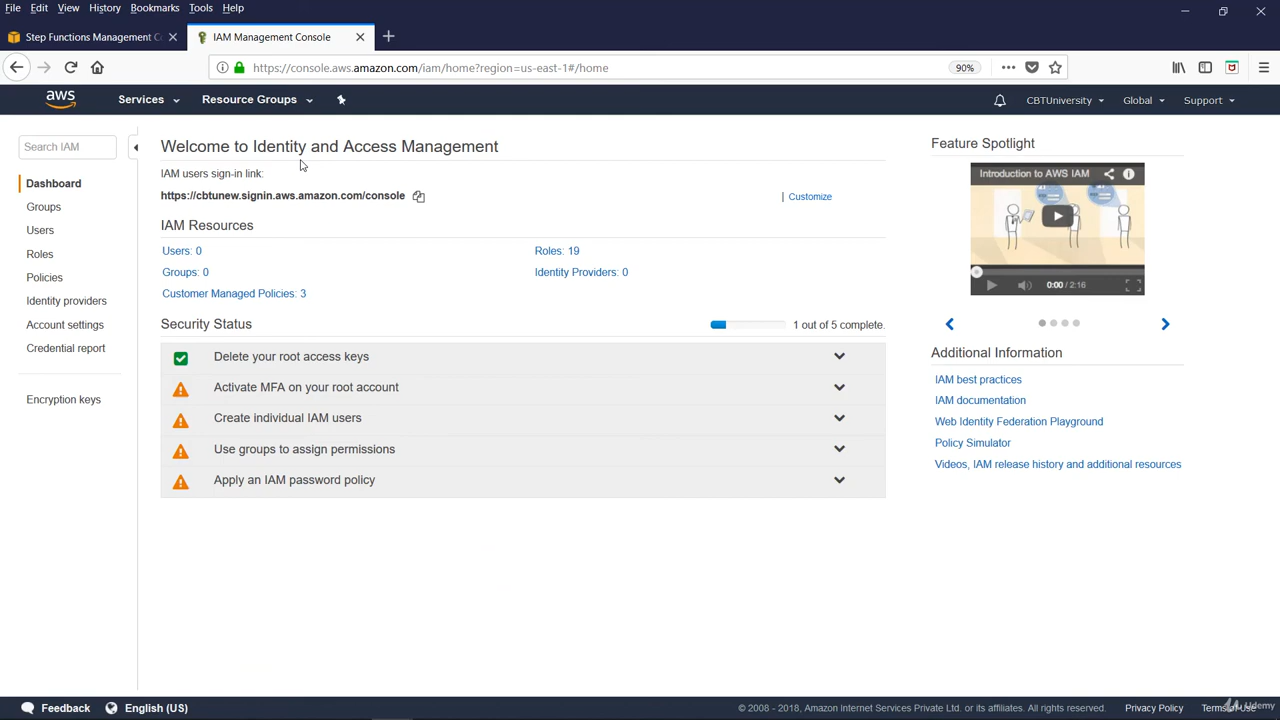 File Edit View History Bookmarks Tools Help
Step Functions Management C
IAM Management Console
https://console.aws.amazon.com/iam/home?region=us-east-1#/home
90%
aws
Services
Resource Groups
CBTUniversity
Global
Support
Search IAM
Dashboard
Groups
Users
Roles
Policies
Identity providers
Account settings
Credential report
Encryption keys
Welcome to Identity and Access Management
IAM users sign-in link:
https://cbtunew.signin.aws.amazon.com/console
| Customize
IAM Resources
Users: 0
Roles: 19
Groups: 0
Identity Providers: 0
Customer Managed Policies: 3
Security Status
1 out of 5 complete.
Delete your root access keys
Activate MFA on your root account
Create individual IAM users
Use groups to assign permissions
Apply an IAM password policy
Feature Spotlight
Introduction to AWS IAM
0:00 / 2:16
Additional Information
IAM best practices
IAM documentation
Web Identity Federation Playground
Policy Simulator
Videos, IAM release history and additional resources
Feedback
English (US)
© 2008 - 2018, Amazon Internet Services Private Ltd. or its affiliates. All rights reserved.
Privacy Policy
Terms of Use
Udemy